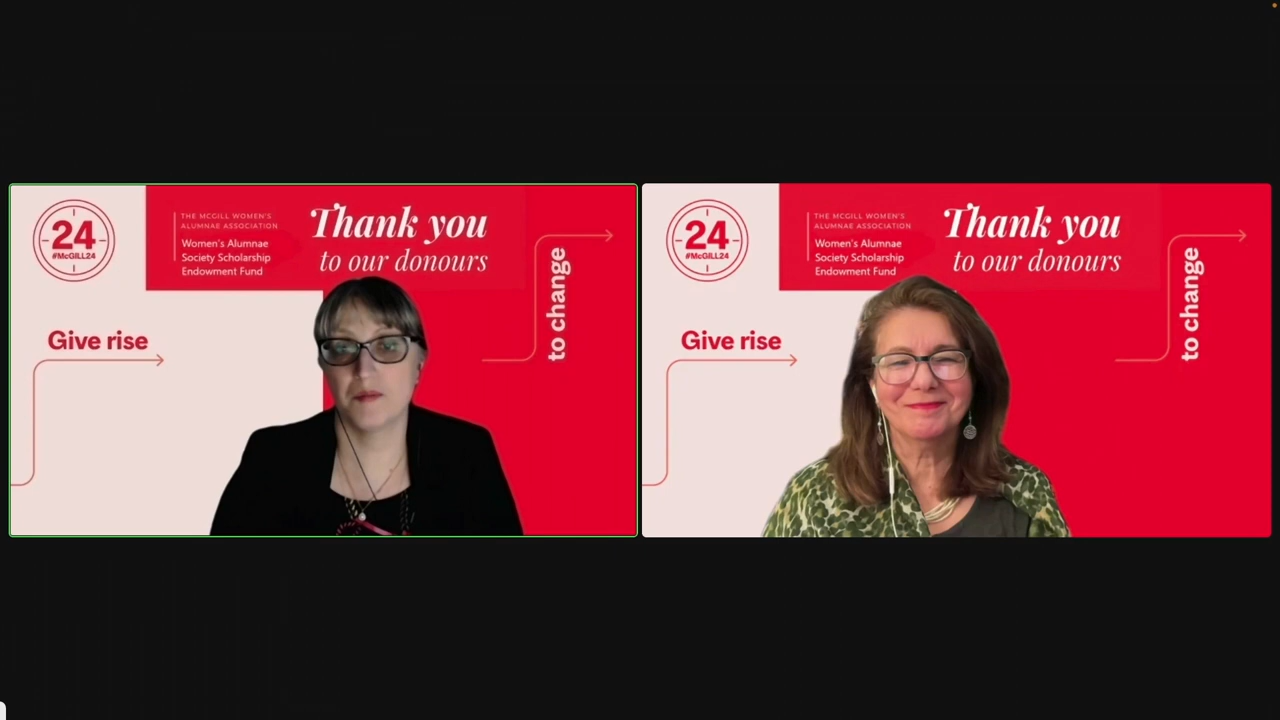 24
#McGILL24
THE MCGILL WOMEN'S
ALUMNAE ASSOCIATION
Women's Alumnae
Society Scholarship
Endowment Fund
Thank you
to our donours
Give rise
to change
24
#McGILL24
THE MCGILL WOMEN'S
ALUMNAE ASSOCIATION
Women's Alumnae
Society Scholarship
Endowment Fund
Thank you
to our donours
Give rise
to change